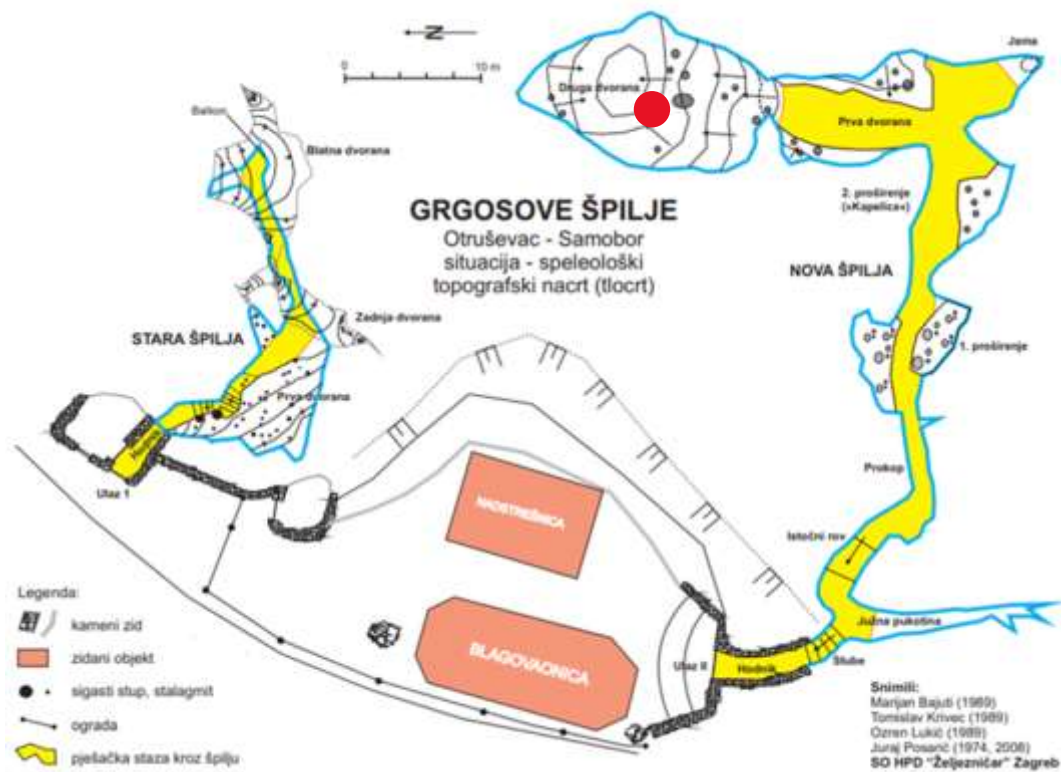 N
0
10 m
Jama
Druga dvorana
Balkon
Prva dvorana
Blatna dvorana
2. proširenje
(»Kapelica«)
GRGOSOVE ŠPILJE
Otruševac - Samobor
situacija - speleološki
topografski nacrt (tlocrt)
NOVA ŠPILJA
Zadnja dvorana
STARA ŠPILJA
1. proširenje
Prva dvorana
Hodnik
Ulaz 1
Prokop
NADSTREŠNICA
Istočni rov
Legenda:
kameni zid
zidani objekt
sigasti stup, stalagmit
ograda
pješačka staza kroz špilju
BLAGOVAONICA
Južna pukotina
Ulaz II
Hodnik
Stube
Snimili:
Marijan Bajuti (1989)
Tomislav Krivec (1989)
Ozren Lukić (1989)
Juraj Posarić (1974, 2008)
SO HPD "Željezničar" Zagreb